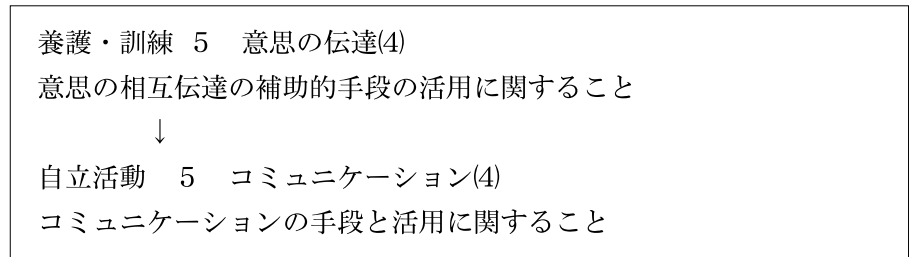 養護・訓練 5 意思の伝達⑷
意思の相互伝達の補助的手段の活用に関すること
↓
自立活動 5 コミュニケーション⑷
コミュニケーションの手段と活用に関すること